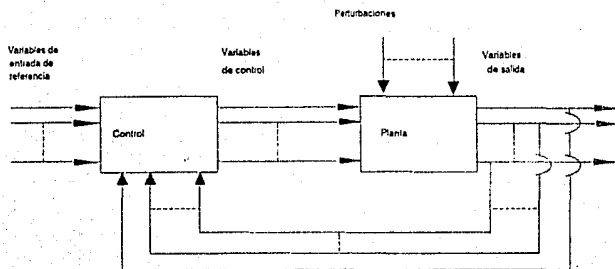 Perturbaciones
Variables de
entrada de
referencia
Variables
de control
Variables
de salida
Control
Planta